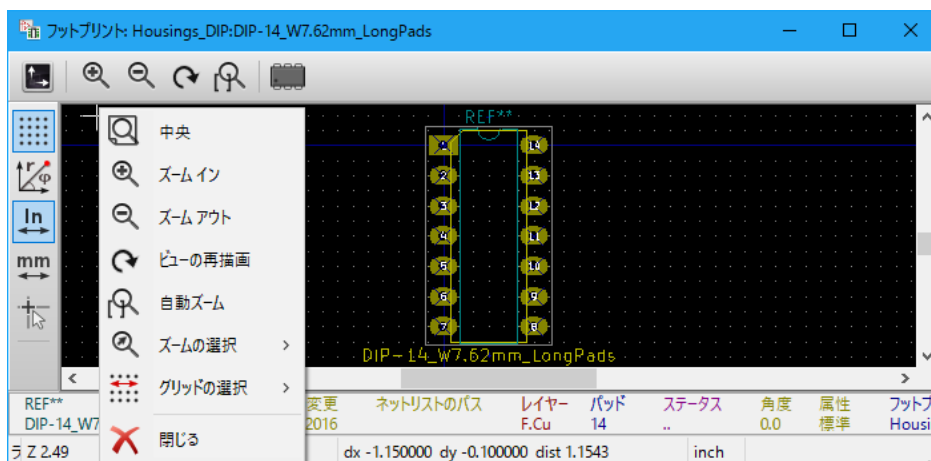 フットプリント: Housings_DIP:DIP-14_W7.62mm_LongPads
REF**
中央
ズーム イン
ズーム アウト
ビューの再描画
自動ズーム
ズームの選択
グリッドの選択
閉じる
In
mm
1
14
2
13
3
12
4
11
5
10
6
9
7
8
DIP-14_W7.62mm_LongPads
REF** 変更 ネットリストのパス レイヤー パッド ステータス 角度 属性 フットプ
DIP-14_W7 2016 F.Cu 14 .. 0.0 標準 Housi
Z 2.49 dx -1.150000 dy -0.100000 dist 1.1543 inch